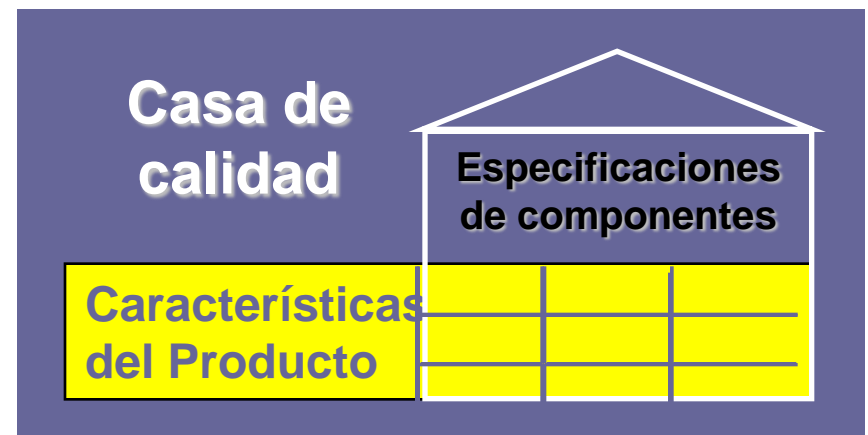 Casa de
calidad
Especificaciones
de componentes
Características
del Producto